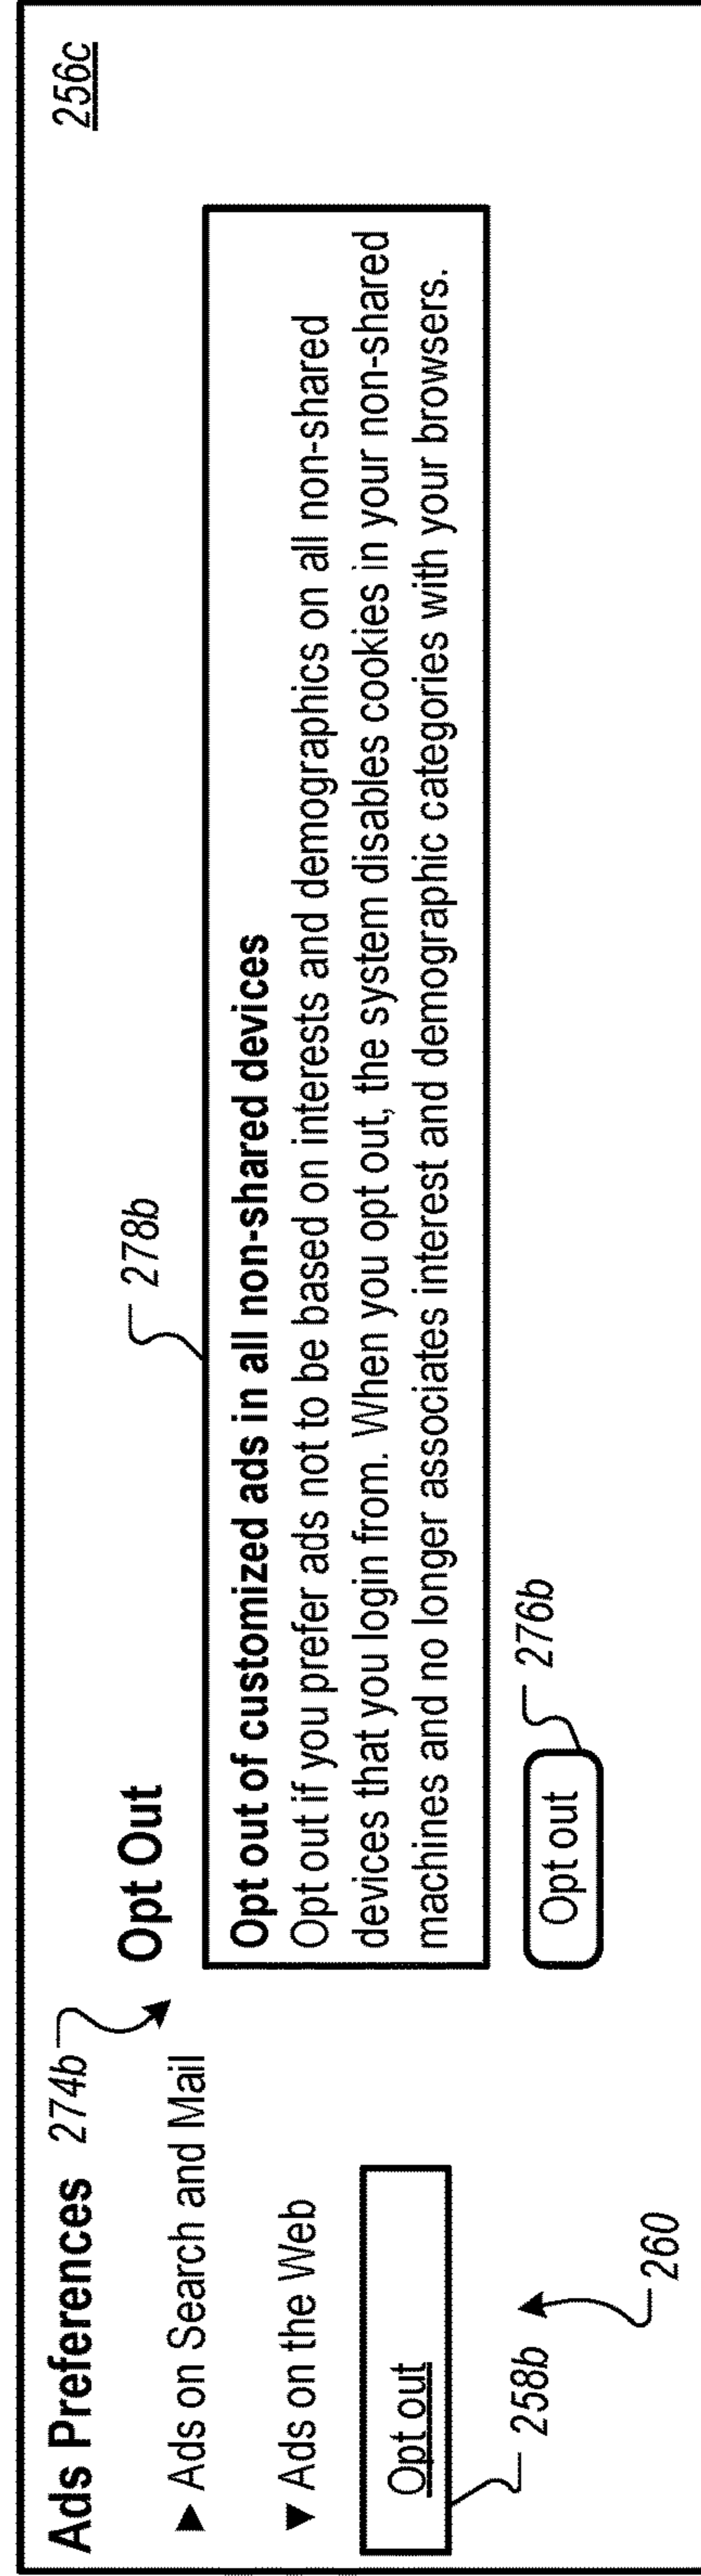 256c
Ads Preferences
274b
Opt Out
278b
▶ Ads on Search and Mail
▼ Ads on the Web
Opt out
258b
260
Opt out of customized ads in all non-shared devices
Opt out if you prefer ads not to be based on interests and demographics on all non-shared
devices that you login from. When you opt out, the system disables cookies in your non-shared
machines and no longer associates interest and demographic categories with your browsers.
Opt out
276b